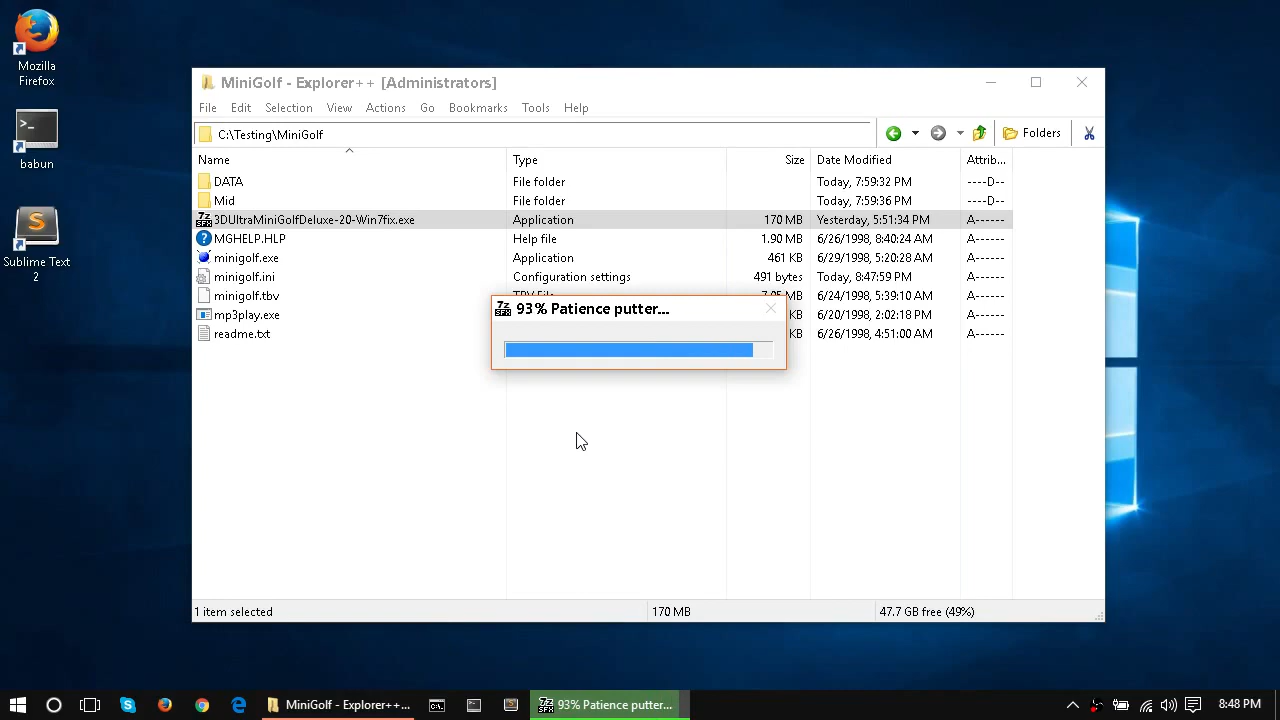 Mozilla
Firefox
babun
Sublime Text
2
MiniGolf - Explorer++ [Administrators]
File Edit Selection View Actions Go Bookmarks Tools Help
C:\Testing\MiniGolf Folders
Name Type Size Date Modified Attrib...
DATA File folder Today, 7:59:32 PM ----D--
Mid File folder Today, 7:59:36 PM ----D--
3DUltraMiniGolfDeluxe-20-Win7fix.exe Application 170 MB Yesterday, 5:51:34 PM A------
MGHELP.HLP Help file 1.90 MB 6/26/1998, 8:40:24 AM A------
minigolf.exe Application 461 KB 6/29/1998, 5:20:28 AM A------
minigolf.ini Configuration settings 491 bytes Today, 8:47:59 PM A------
minigolf.tbv 6/24/1998, 5:39:10 AM A------
mp3play.exe KB 6/20/1998, 2:02:18 PM A------
readme.txt KB 6/26/1998, 4:51:00 AM A------
7z
SFX
93% Patience putter...
1 item selected 170 MB 47.7 GB free (49%)
MiniGolf - Explorer++... 93% Patience putter... 8:48 PM